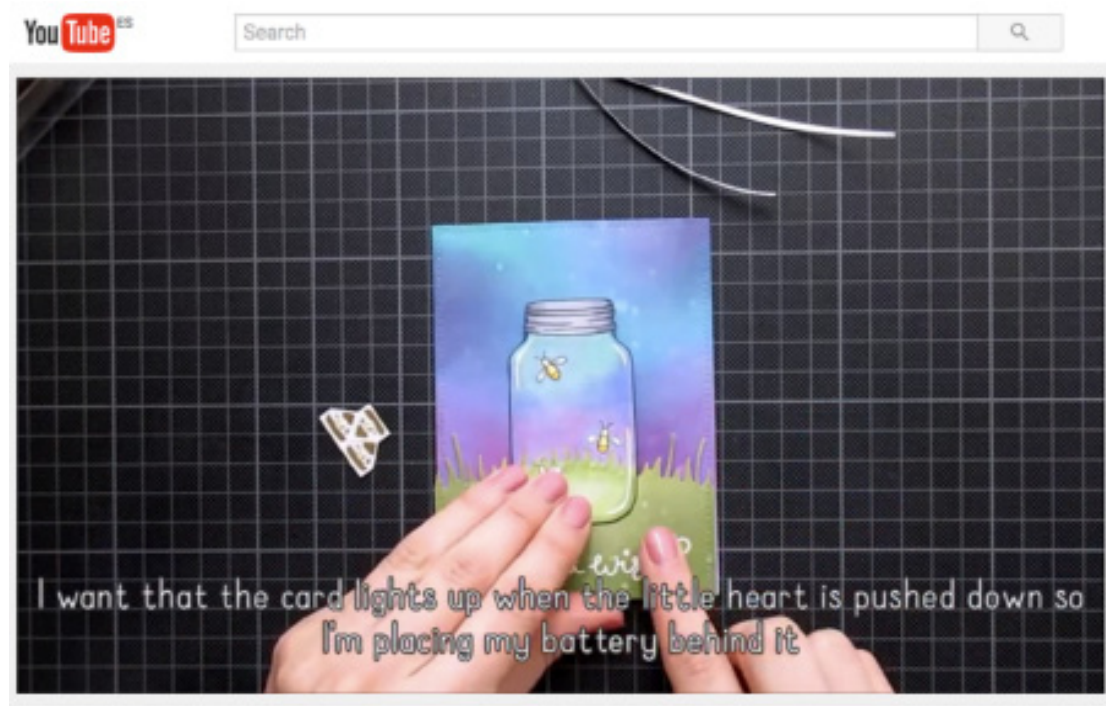 YouTube ES
Search
I want that the card lights up when the little heart is pushed down so
I'm placing my battery behind it